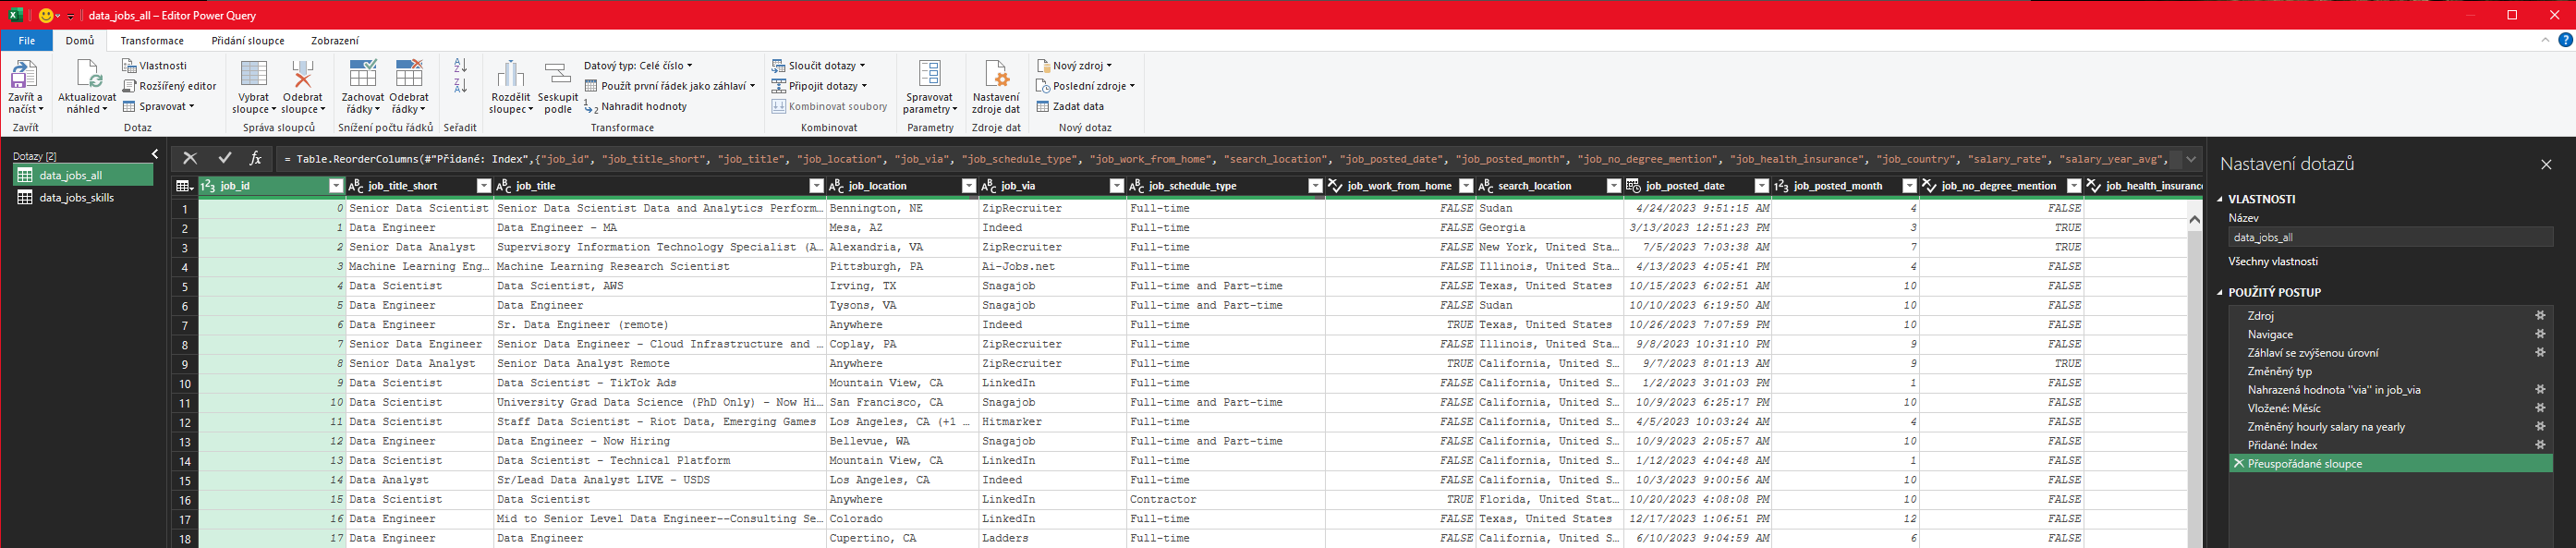 data_jobs_all – Editor Power Query
File Domů Transformace Přidání sloupce Zobrazení
Zavřít a načíst
Zavřít
Aktualizovat náhled
Vlastnosti
Rozšířený editor
Spravovat
Dotaz
Vybrat sloupce
Odebrat sloupce
Správa sloupců
Zachovat řádky
Odebrat řádky
Snížení počtu řádků
Seřadit
Rozdělit sloupec
Seskupit podle
Datový typ: Celé číslo
Použít první řádek jako záhlaví
Nahradit hodnoty
Transformace
Sloučit dotazy
Připojit dotazy
Kombinovat soubory
Kombinovat
Spravovat parametry
Parametry
Nastavení zdroje dat
Zdroje dat
Nový zdroj
Poslední zdroje
Zadat data
Nový dotaz
Dotazy [2]
data_jobs_all
data_jobs_skills
= Table.ReorderColumns(#"Přidané: Index",{"job_id", "job_title_short", "job_title", "job_location", "job_via", "job_schedule_type", "job_work_from_home", "search_location", "job_posted_date", "job_posted_month", "job_no_degree_mention", "job_health_insurance", "job_country", "salary_rate", "salary_year_avg",
job_id job_title_short job_title job_location job_via job_schedule_type job_work_from_home search_location job_posted_date job_posted_month job_no_degree_mention job_health_insuranc
1 0 Senior Data Scientist Senior Data Scientist Data and Analytics Perform... Bennington, NE ZipRecruiter Full-time FALSE Sudan 4/24/2023 9:51:15 AM 4 FALSE
2 1 Data Engineer Data Engineer - MA Mesa, AZ Indeed Full-time FALSE Georgia 3/13/2023 12:51:23 PM 3 TRUE
3 2 Senior Data Analyst Supervisory Information Technology Specialist (A... Alexandria, VA ZipRecruiter Full-time FALSE New York, United Sta... 7/5/2023 7:03:38 AM 7 TRUE
4 3 Machine Learning Eng... Machine Learning Research Scientist Pittsburgh, PA Ai-Jobs.net Full-time FALSE Illinois, United Sta... 4/13/2023 4:05:41 PM 4 FALSE
5 4 Data Scientist Data Scientist, AWS Irving, TX Snagajob Full-time and Part-time FALSE Texas, United States 10/15/2023 6:02:51 AM 10 FALSE
6 5 Data Engineer Data Engineer Tysons, VA Snagajob Full-time and Part-time FALSE Sudan 10/10/2023 6:19:50 AM 10 FALSE
7 6 Data Engineer Sr. Data Engineer (remote) Anywhere Indeed Full-time TRUE Texas, United States 10/26/2023 7:07:59 PM 10 FALSE
8 7 Senior Data Engineer Senior Data Engineer - Cloud Infrastructure and ... Coplay, PA ZipRecruiter Full-time FALSE Illinois, United Sta... 9/8/2023 10:31:10 PM 9 FALSE
9 8 Senior Data Analyst Senior Data Analyst Remote Anywhere ZipRecruiter Full-time TRUE California, United S... 9/7/2023 8:01:13 AM 9 TRUE
10 9 Data Scientist Data Scientist - TikTok Ads Mountain View, CA LinkedIn Full-time FALSE California, United S... 1/2/2023 3:01:03 PM 1 FALSE
11 10 Data Scientist University Grad Data Science (PhD Only) - Now Hi... San Francisco, CA Snagajob Full-time and Part-time FALSE California, United S... 10/9/2023 6:25:17 PM 10 FALSE
12 11 Data Scientist Staff Data Scientist - Riot Data, Emerging Games Los Angeles, CA (+1 ... Hitmarker Full-time FALSE California, United S... 4/5/2023 10:03:24 AM 4 FALSE
13 12 Data Engineer Data Engineer - Now Hiring Bellevue, WA Snagajob Full-time and Part-time FALSE California, United S... 10/9/2023 2:05:57 AM 10 FALSE
14 13 Data Scientist Data Scientist - Technical Platform Mountain View, CA LinkedIn Full-time FALSE California, United S... 1/12/2023 4:04:48 AM 1 FALSE
15 14 Data Analyst Sr/Lead Data Analyst LIVE - USDS Los Angeles, CA Indeed Full-time FALSE California, United S... 10/3/2023 9:00:56 AM 10 FALSE
16 15 Data Scientist Data Scientist Anywhere LinkedIn Contractor TRUE Florida, United Stat... 10/20/2023 4:08:08 PM 10 FALSE
17 16 Data Engineer Mid to Senior Level Data Engineer--Consulting Se... Colorado LinkedIn Full-time FALSE Texas, United States 12/17/2023 1:06:51 PM 12 FALSE
18 17 Data Engineer Data Engineer Cupertino, CA Ladders Full-time FALSE California, United S... 6/10/2023 9:04:59 AM 6 FALSE
Nastavení dotazů
VLASTNOSTI
Název
data_jobs_all
Všechny vlastnosti
POUŽITÝ POSTUP
Zdroj
Navigace
Záhlaví se zvýšenou úrovní
Změněný typ
Nahrazená hodnota "via" in job_via
Vložené: Měsíc
Změněný hourly salary na yearly
Přidané: Index
Přeuspořádané sloupce